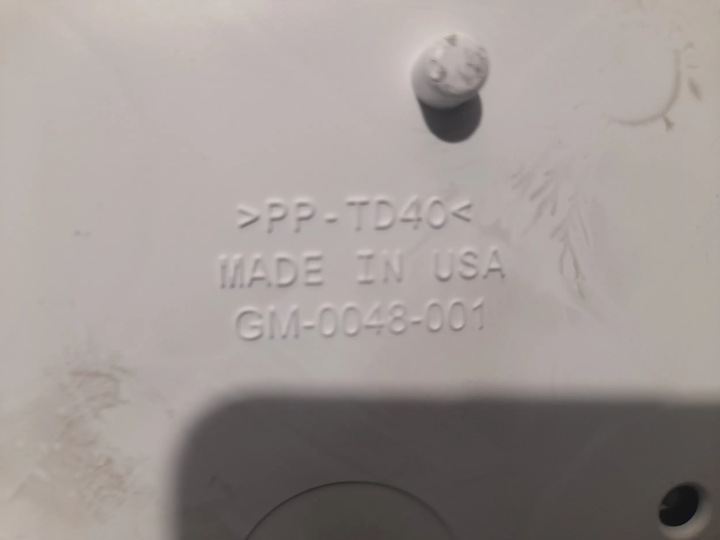 >PP-TD40<
MADE IN USA
GM-0048-001